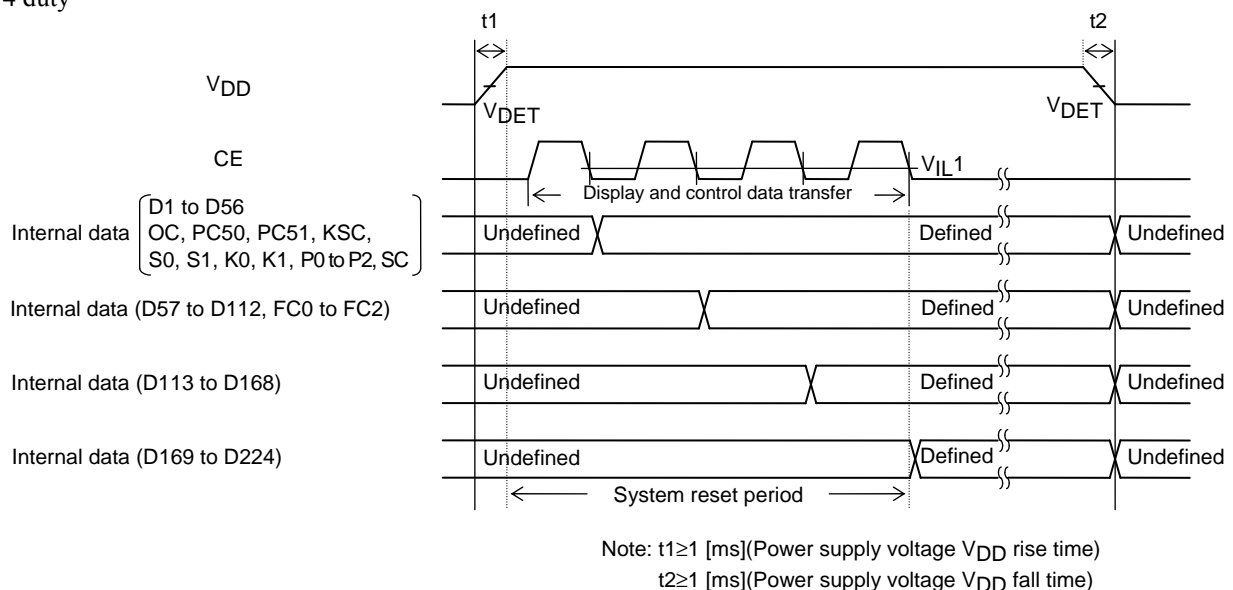 4 duty
t1
t2
VDD
VDET
VDET
CE
VIL1
Display and control data transfer
Internal data
D1 to D56
OC, PC50, PC51, KSC,
S0, S1, K0, K1, P0 to P2, SC
Undefined
Defined
Undefined
Internal data (D57 to D112, FC0 to FC2)
Undefined
Defined
Undefined
Internal data (D113 to D168)
Undefined
Defined
Undefined
Internal data (D169 to D224)
Undefined
Defined
Undefined
System reset period
Note: t1≥1 [ms](Power supply voltage VDD rise time)
t2≥1 [ms](Power supply voltage VDD fall time)